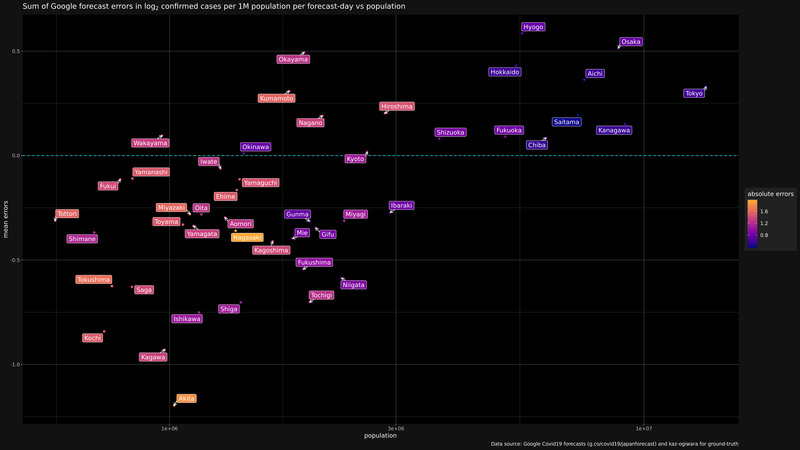 Sum of Google forecast errors in log₂ confirmed cases per 1M population per forecast-day vs population
Hyogo
Osaka
0.5
Okayama
Hokkaido
Aichi
Kumamoto
Tokyo
Hiroshima
Nagano
Saitama
Shizuoka
Fukuoka
Kanagawa
Wakayama
Okinawa
Chiba
0.0
Iwate
Kyoto
Yamanashi
Fukui
Yamaguchi
Ehime
Tottori
Miyazaki
Oita
Gunma
Miyagi
Ibaraki
Toyama
Aomori
Shimane
Yamagata
Nagasaki
Mie
Gifu
Kagoshima
-0.5
Fukushima
Tokushima
Saga
Niigata
Tochigi
Shiga
Ishikawa
Kochi
Kagawa
-1.0
Akita
mean errors
absolute errors
1.6
1.2
0.8
1e+06
3e+06
1e+07
population
Data source: Google Covid19 forecasts (g.co/covid19/japanforecast) and kaz-ogiwara for ground-truth